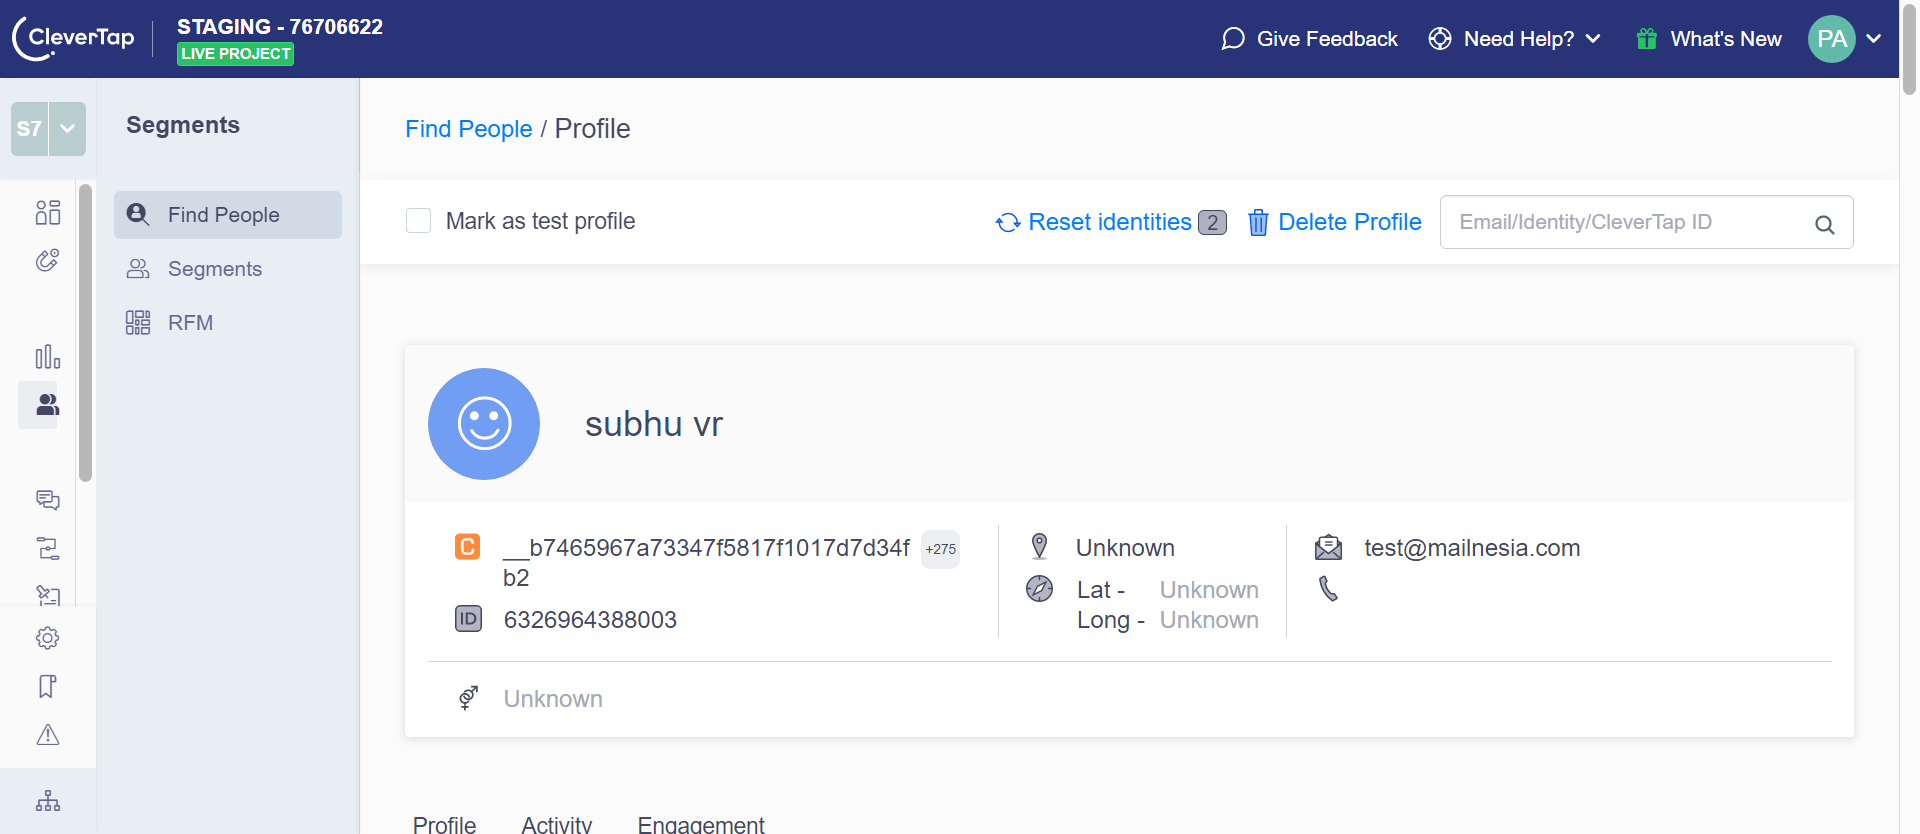 CleverTap
STAGING - 76706622
LIVE PROJECT
Give Feedback
Need Help?
What's New
PA
S7
Segments
Find People
Segments
RFM
Find People / Profile
Mark as test profile
Reset identities 2
Delete Profile
Email/Identity/CleverTap ID
subhu vr
C
__b7465967a73347f5817f1017d7d34f
b2
+275
ID
6326964388003
Unknown
Lat - Unknown
Long - Unknown
test@mailnesia.com
Unknown
Profile
Activity
Engagement